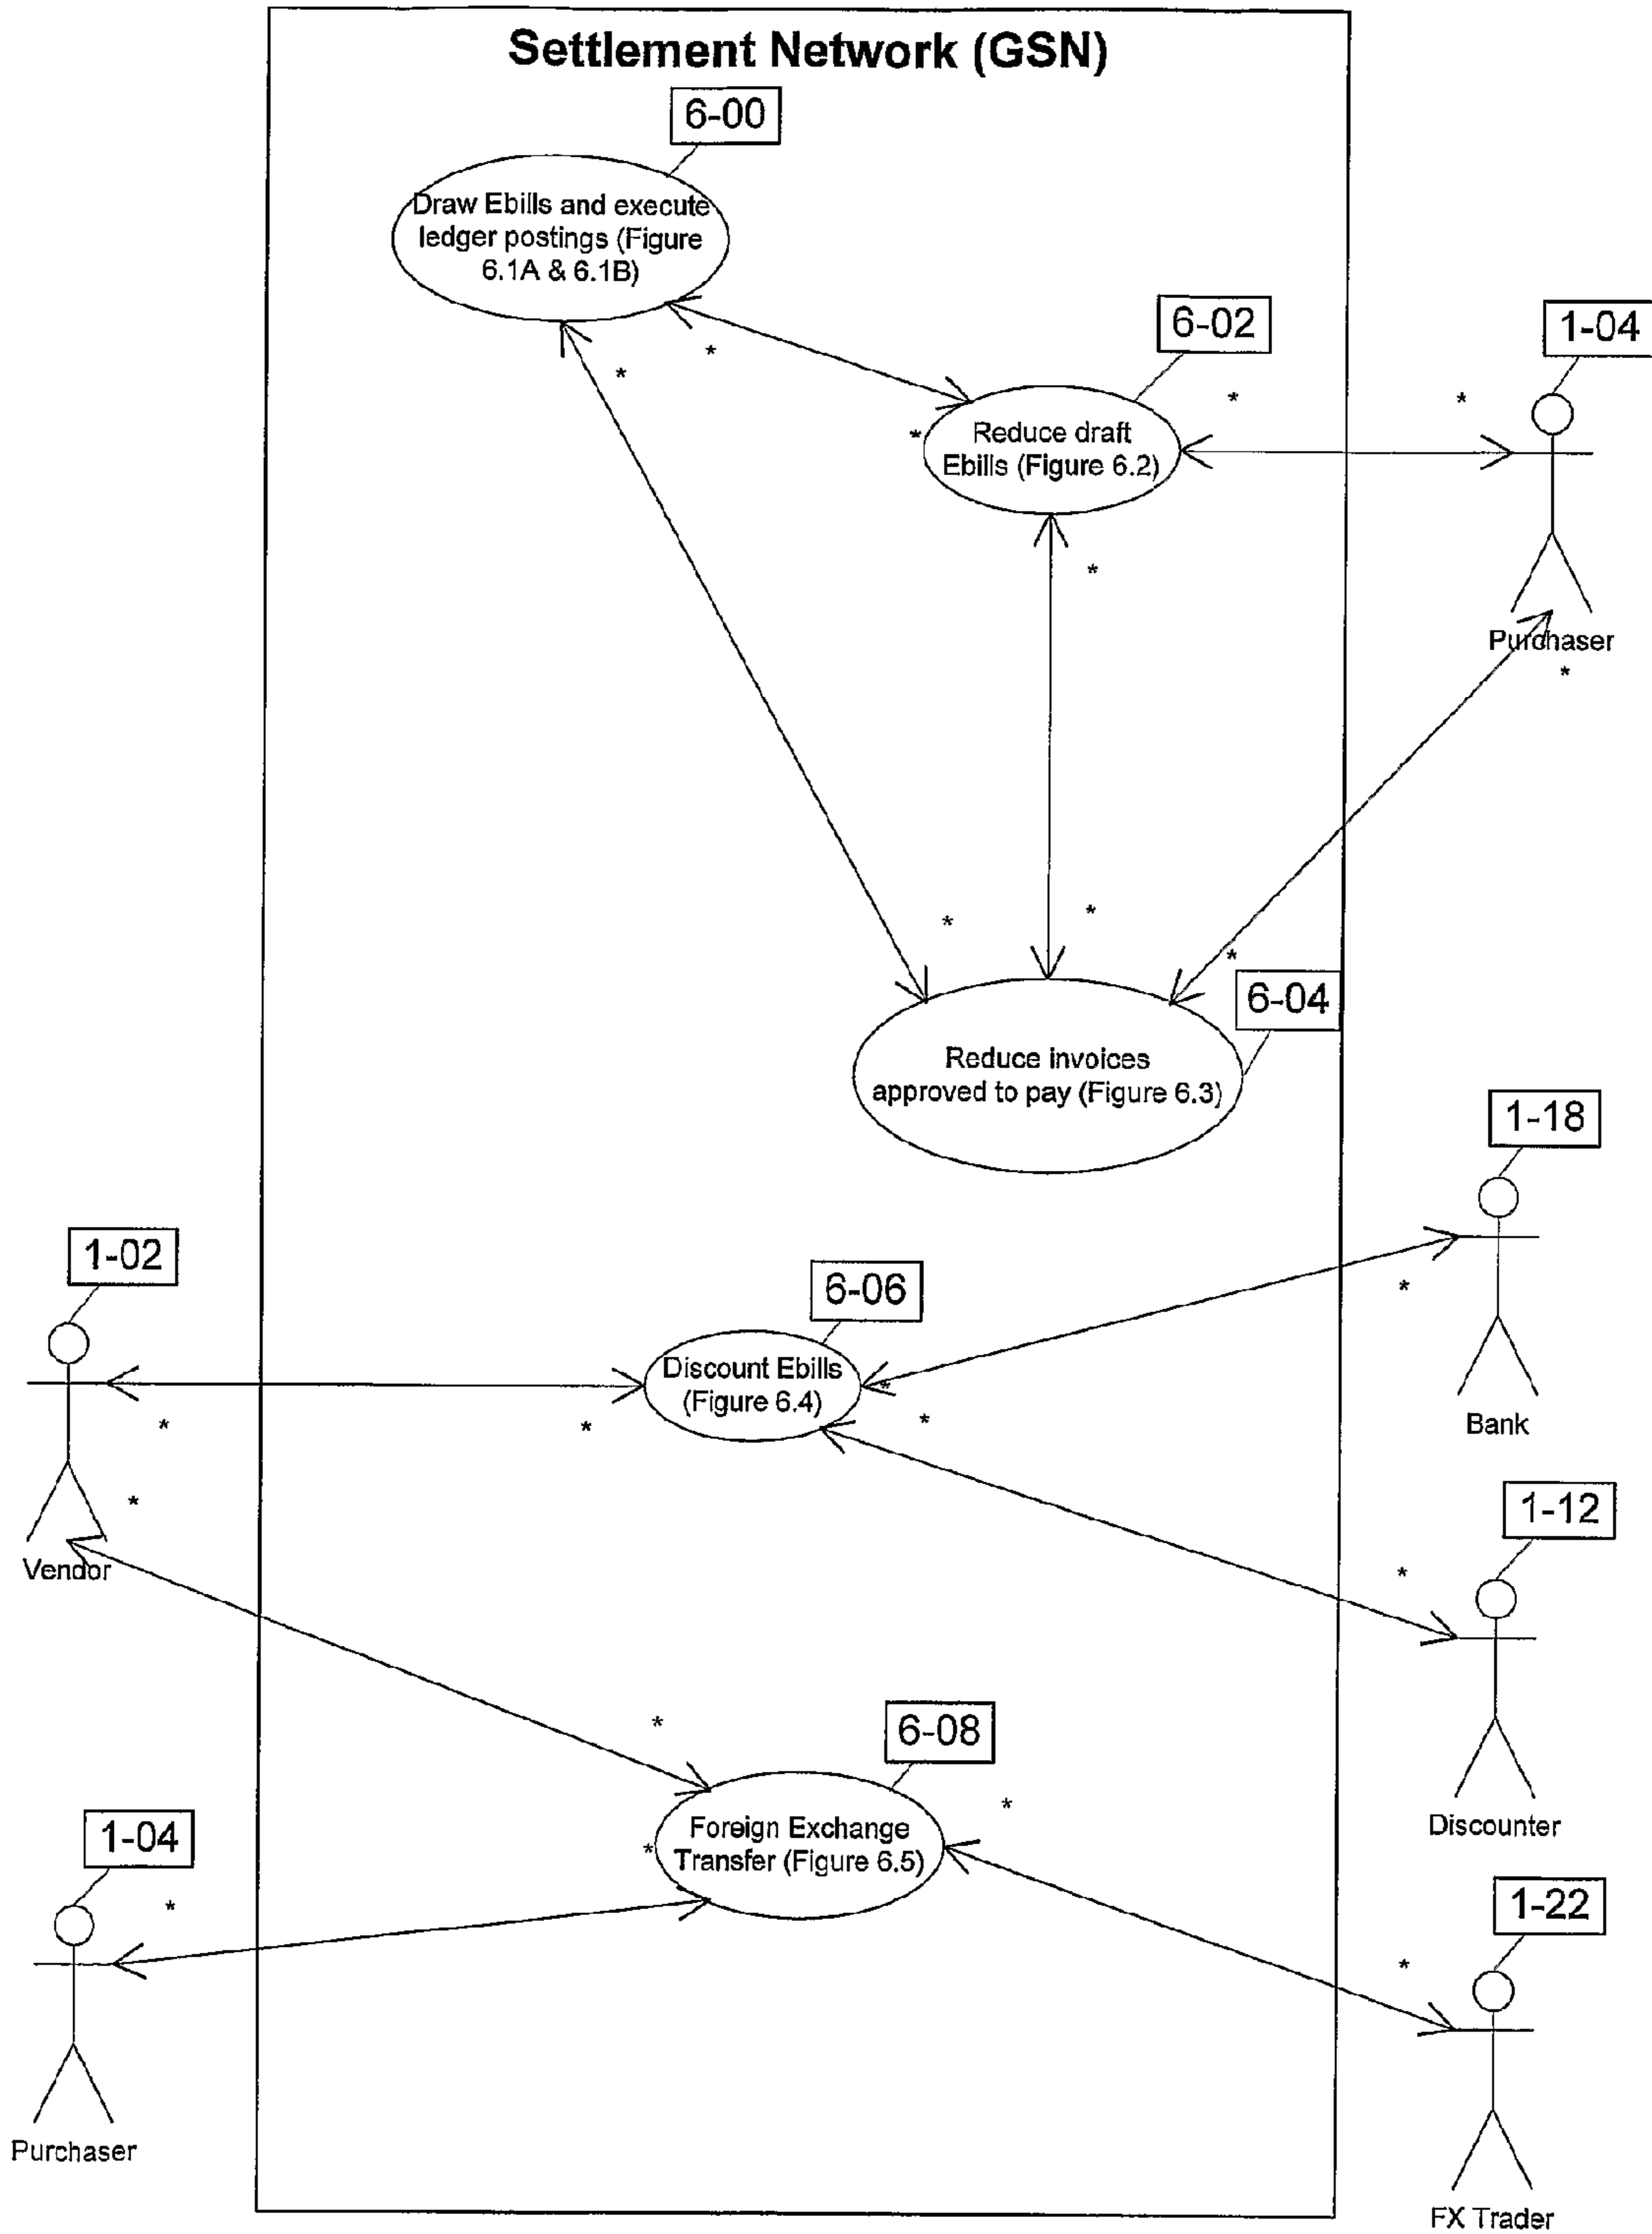 Settlement Network (GSN)
6-00
Draw Ebills and execute
ledger postings (Figure
6.1A & 6.1B)
*
*
6-02
Reduce draft
Ebills (Figure 6.2)
*
*
*
*
1-04
Purchaser
*
*
*
*
6-04
Reduce invoices
approved to pay (Figure 6.3)
1-18
Bank
*
1-02
Vendor
*
*
6-06
Discount Ebills
(Figure 6.4)
*
*
*
1-12
Discounter
*
6-08
Foreign Exchange
Transfer (Figure 6.5)
*
*
*
1-04
Purchaser
*
1-22
FX Trader
*